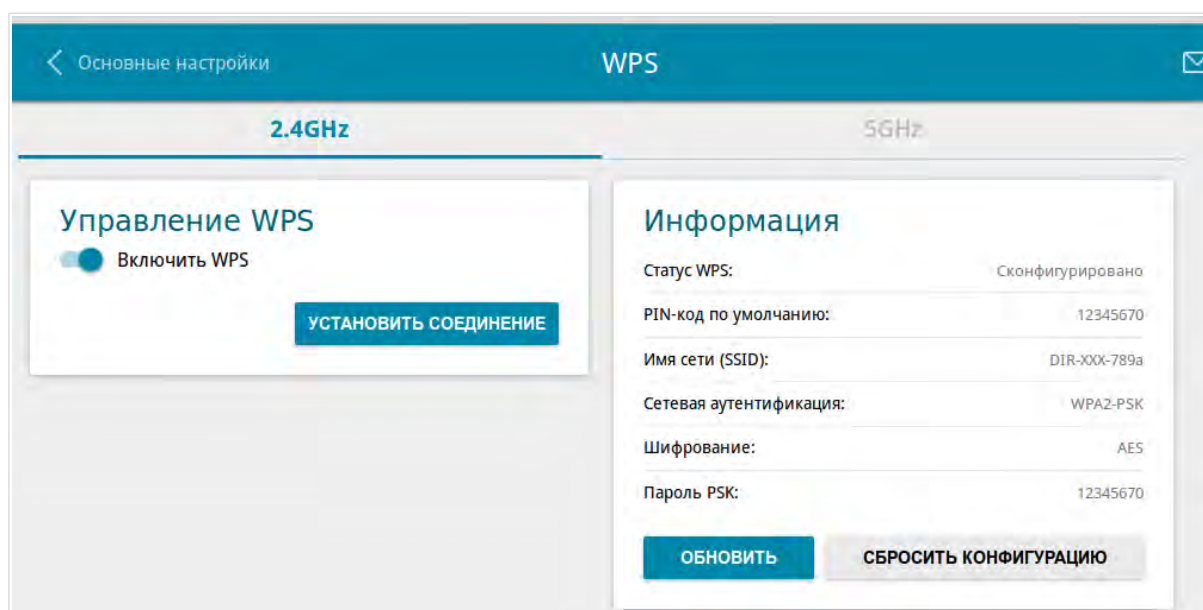 Основные настройки
WPS
2.4GHz
5GHz
Управление WPS
Включить WPS
УСТАНОВИТЬ СОЕДИНЕНИЕ
Информация
Статус WPS: Сконфигурировано
PIN-код по умолчанию: 12345670
Имя сети (SSID): DIR-XXX-789a
Сетевая аутентификация: WPA2-PSK
Шифрование: AES
Пароль PSK: 12345670
ОБНОВИТЬ СБРОСИТЬ КОНФИГУРАЦИЮ